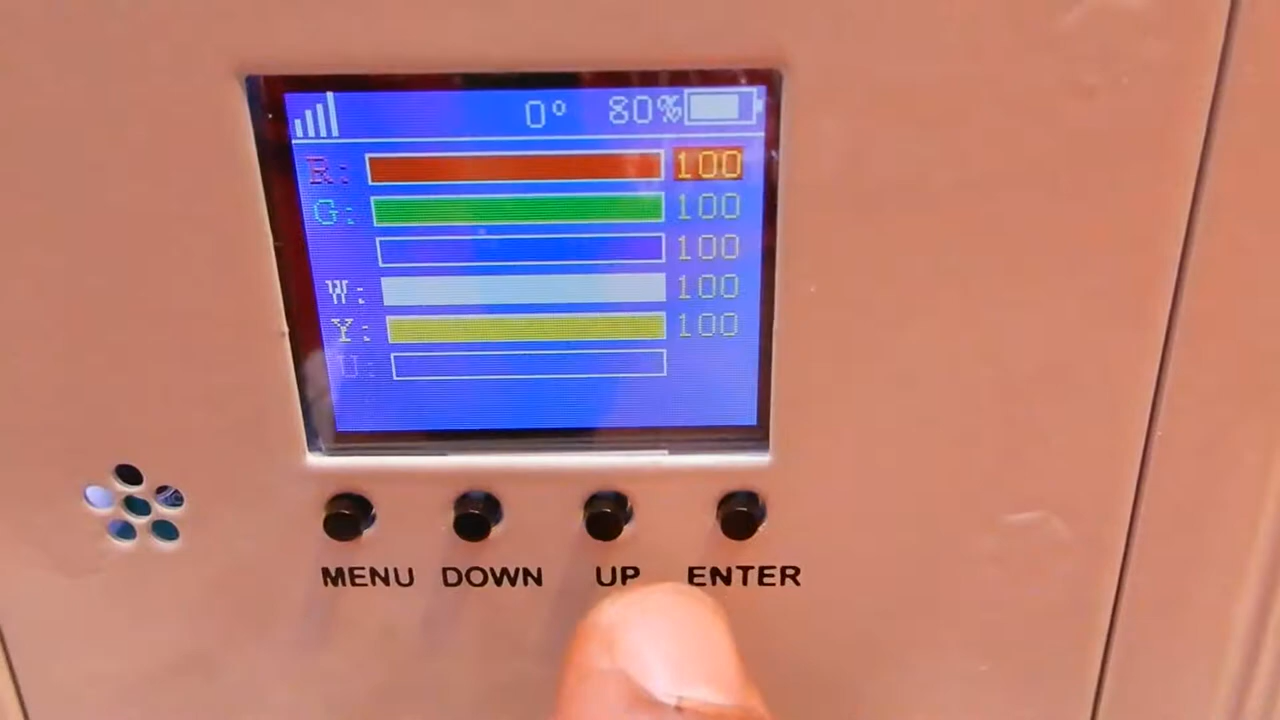 0° 80%
R: 100
G: 100
100
W: 100
Y: 100
U:
MENU DOWN UP ENTER